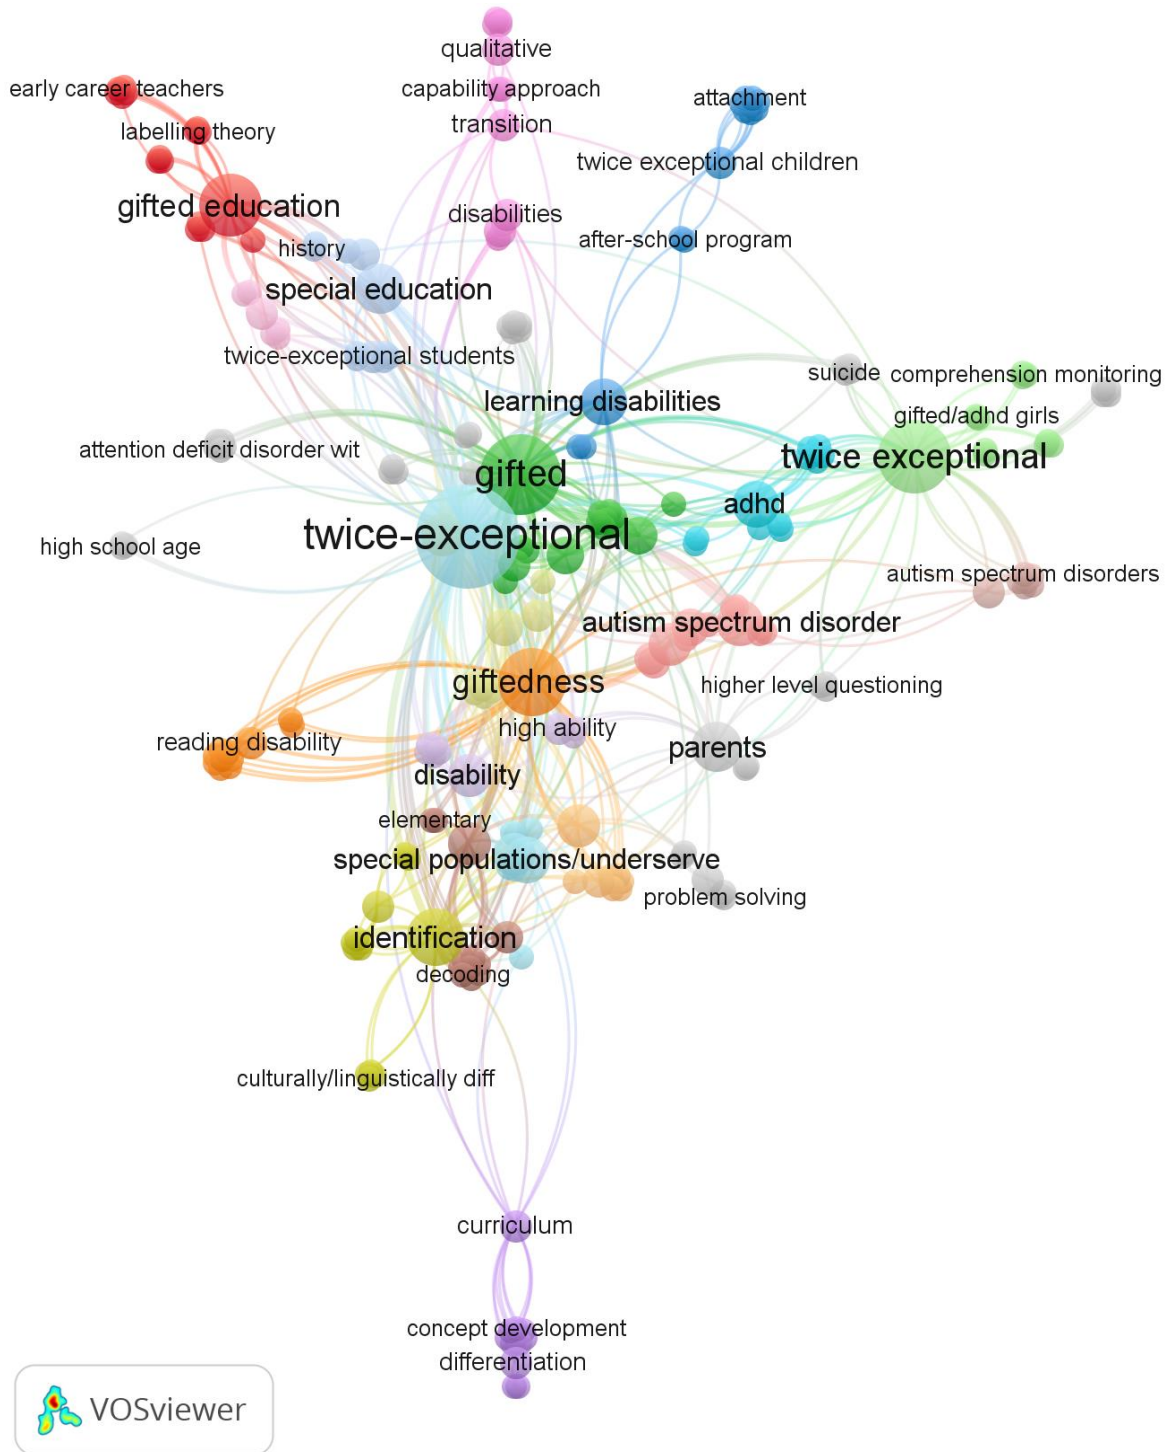 qualitative
early career teachers
capability approach
attachment
transition
labelling theory
twice exceptional children
gifted education
disabilities
after-school program
history
special education
twice-exceptional students
suicide
comprehension monitoring
learning disabilities
gifted/adhd girls
attention deficit disorder wit
twice exceptional
gifted
adhd
twice-exceptional
high school age
autism spectrum disorders
autism spectrum disorder
giftedness
higher level questioning
high ability
reading disability
parents
disability
elementary
special populations/underserve
problem solving
identification
decoding
culturally/linguistically diff
curriculum
concept development
differentiation
VOSviewer